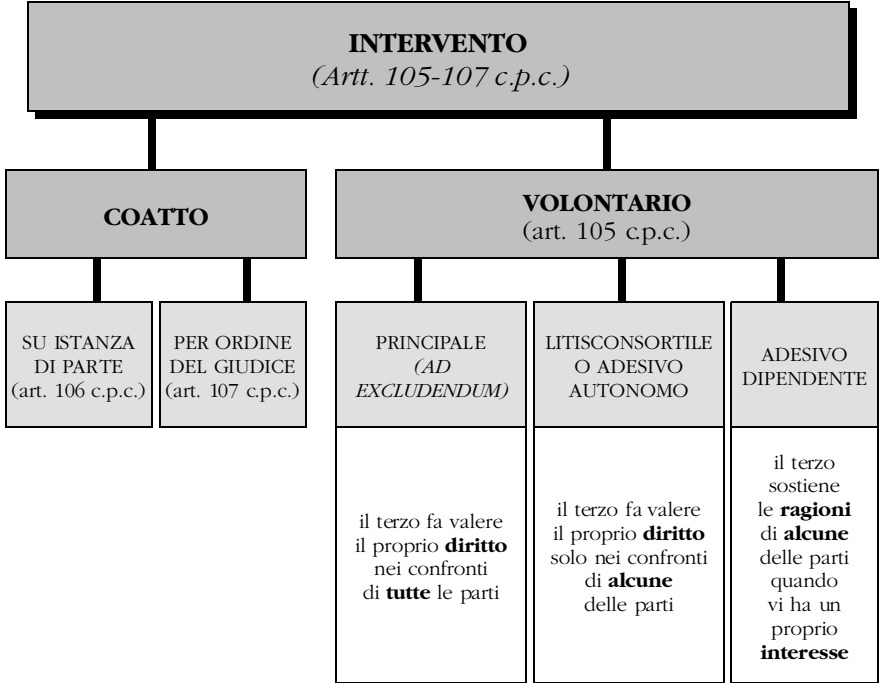 INTERVENTO
(Artt. 105-107 c.p.c.)
COATTO
VOLONTARIO
(art. 105 c.p.c.)
SU ISTANZA
DI PARTE
(art. 106 c.p.c.)
PER ORDINE
DEL GIUDICE
(art. 107 c.p.c.)
PRINCIPALE
(AD
EXCLUDENDUM)
LITISCONSORTILE
O ADESIVO
AUTONOMO
ADESIVO
DIPENDENTE
il terzo fa valere
il proprio diritto
nei confronti
di tutte le parti
il terzo fa valere
il proprio diritto
solo nei confronti
di alcune
delle parti
il terzo
sostiene
le ragioni
di alcune
delle parti
quando
vi ha un
proprio
interesse